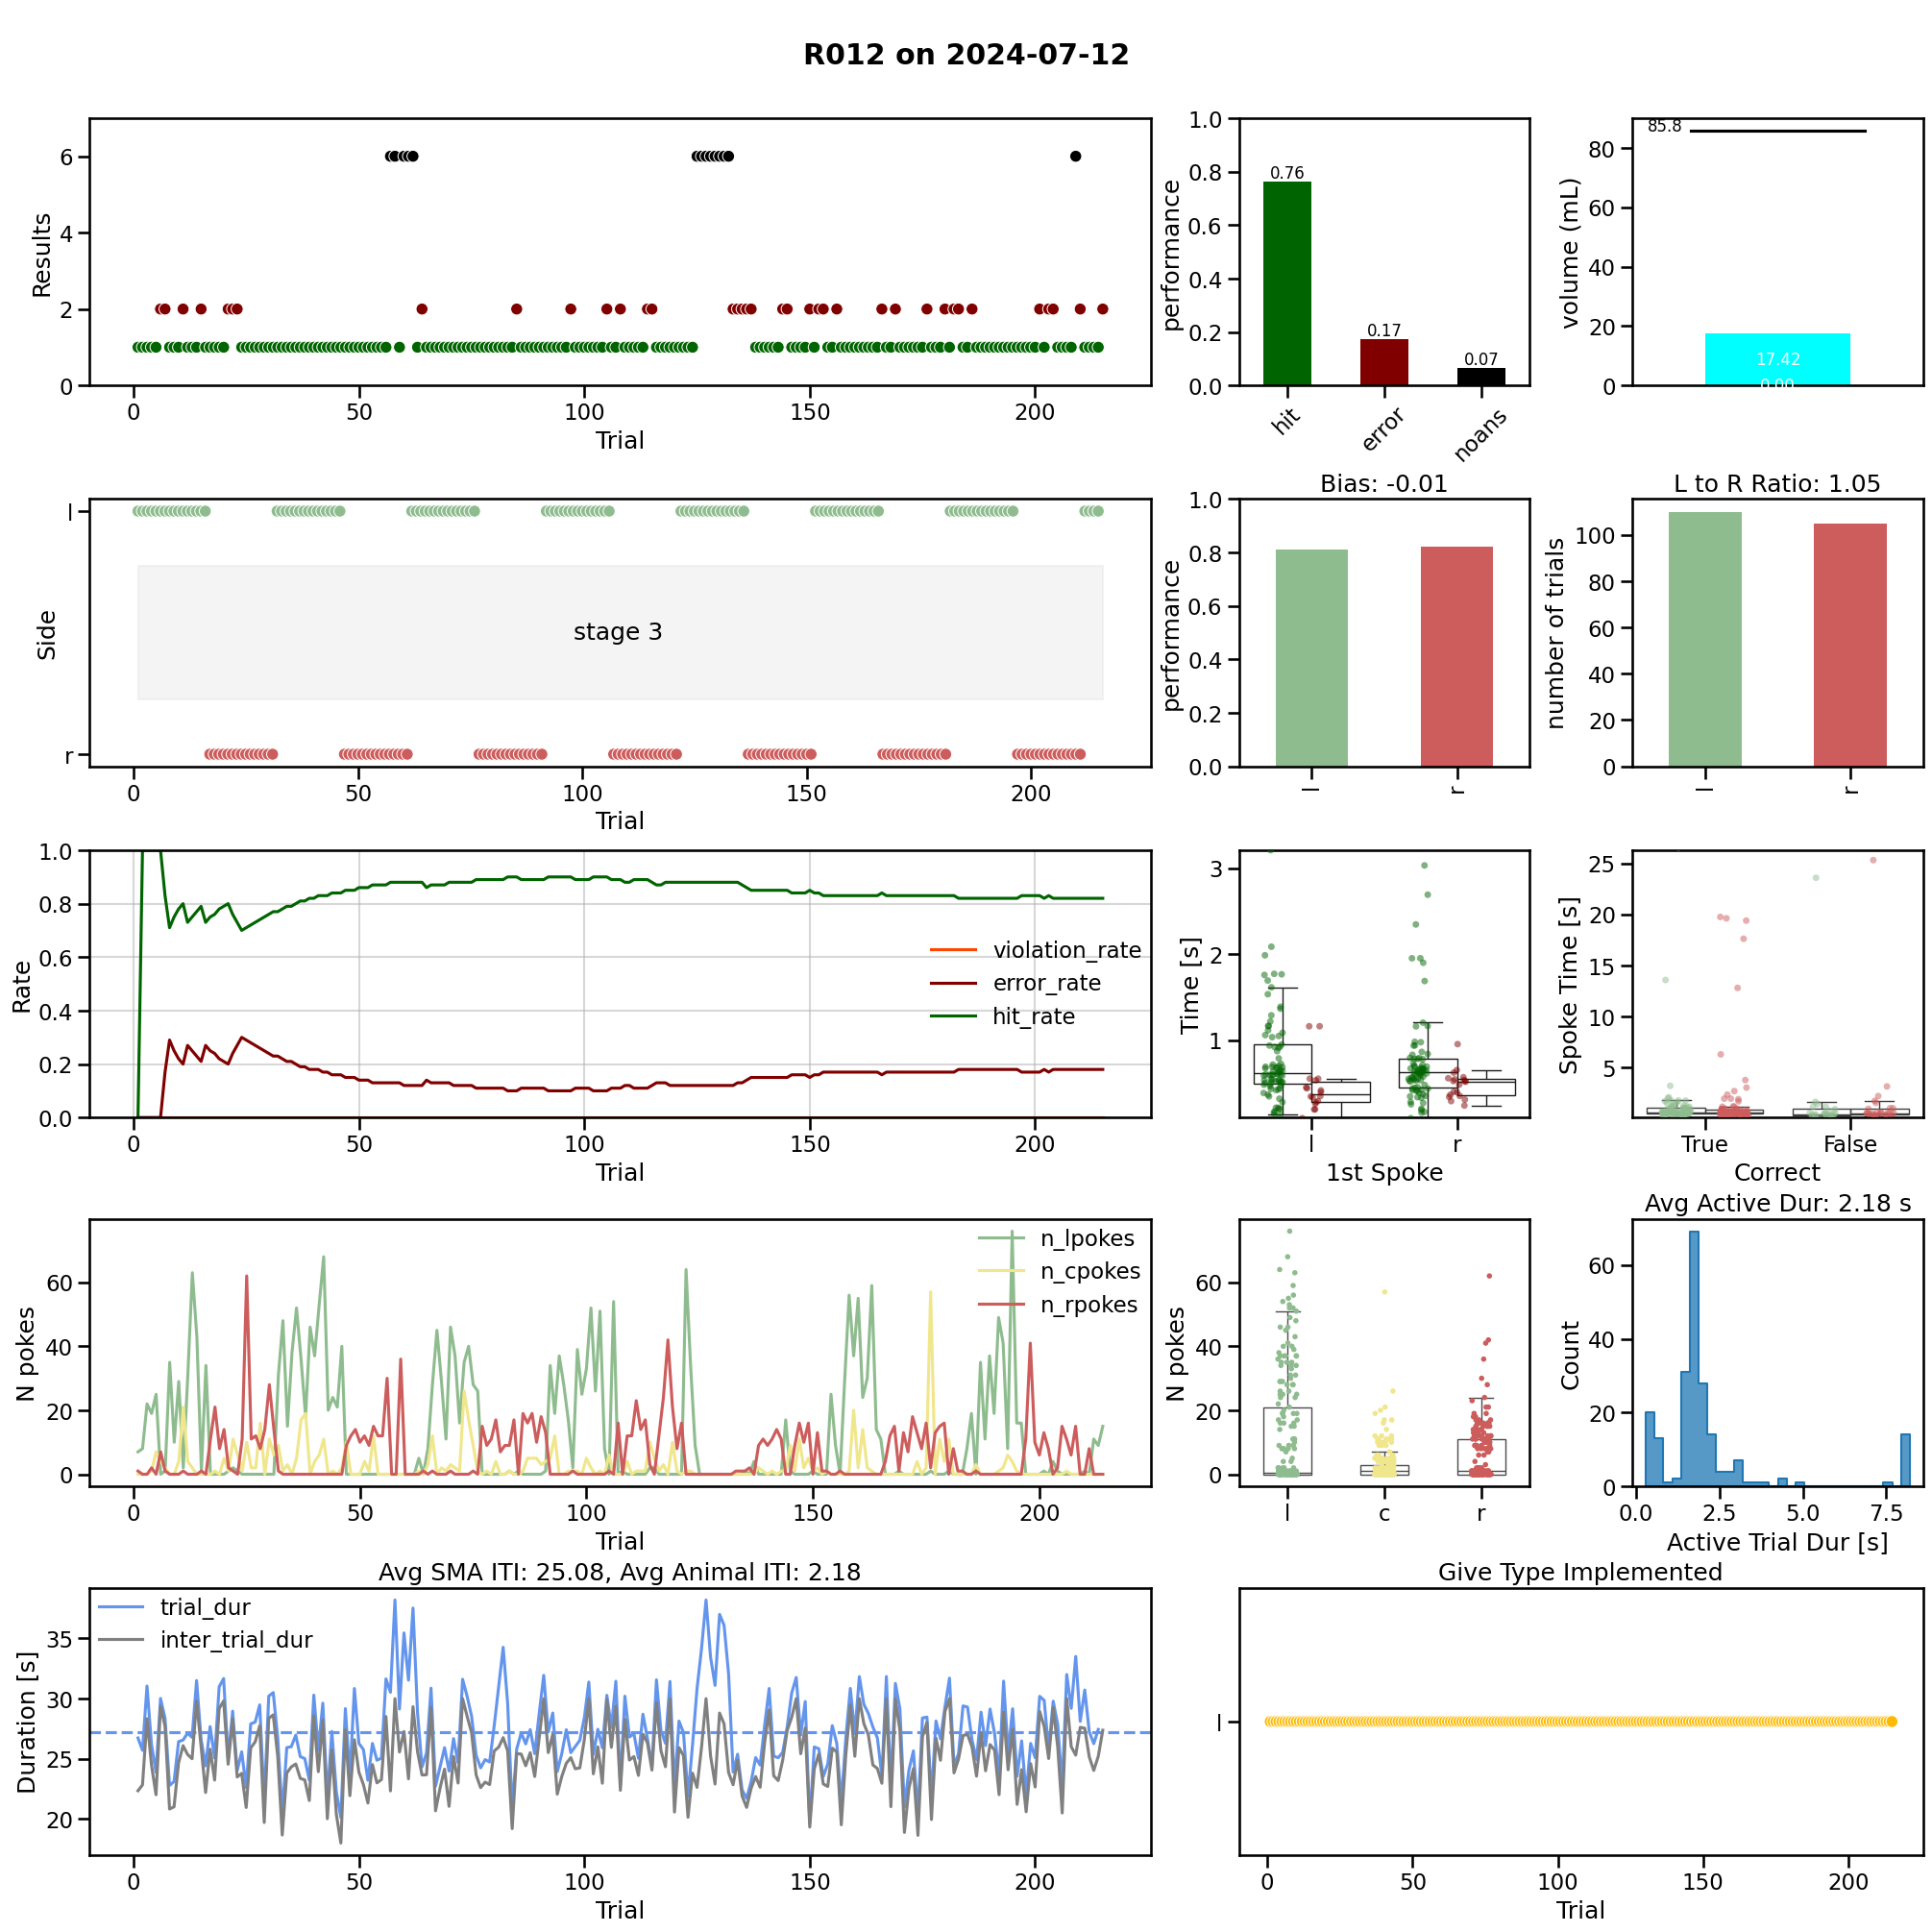 R012 on 2024-07-12
Results
6
4
2
0
0 50 100 150 200
Trial
performance
1.0
0.8
0.6
0.4
0.2
0.0
0.76
0.17
0.07
hit error noans
volume (mL)
80
60
40
20
0
85.8
17.42
0.00
Side
l
r
stage 3
0 50 100 150 200
Trial
Bias: -0.01
performance
1.0
0.8
0.6
0.4
0.2
0.0
l r
L to R Ratio: 1.05
number of trials
100
80
60
40
20
0
l r
Rate
1.0
0.8
0.6
0.4
0.2
0.0
violation_rate
error_rate
hit_rate
0 50 100 150 200
Trial
Time [s]
3
2
1
l r
1st Spoke
Spoke Time [s]
25
20
15
10
5
True False
Correct
N pokes
60
40
20
0
n_lpokes
n_cpokes
n_rpokes
0 50 100 150 200
Trial
N pokes
60
40
20
0
l c r
Avg Active Dur: 2.18 s
Count
60
40
20
0
0.0 2.5 5.0 7.5
Active Trial Dur [s]
Avg SMA ITI: 25.08, Avg Animal ITI: 2.18
Duration [s]
35
30
25
20
trial_dur
inter_trial_dur
0 50 100 150 200
Trial
Give Type Implemented
l
0 50 100 150 200
Trial